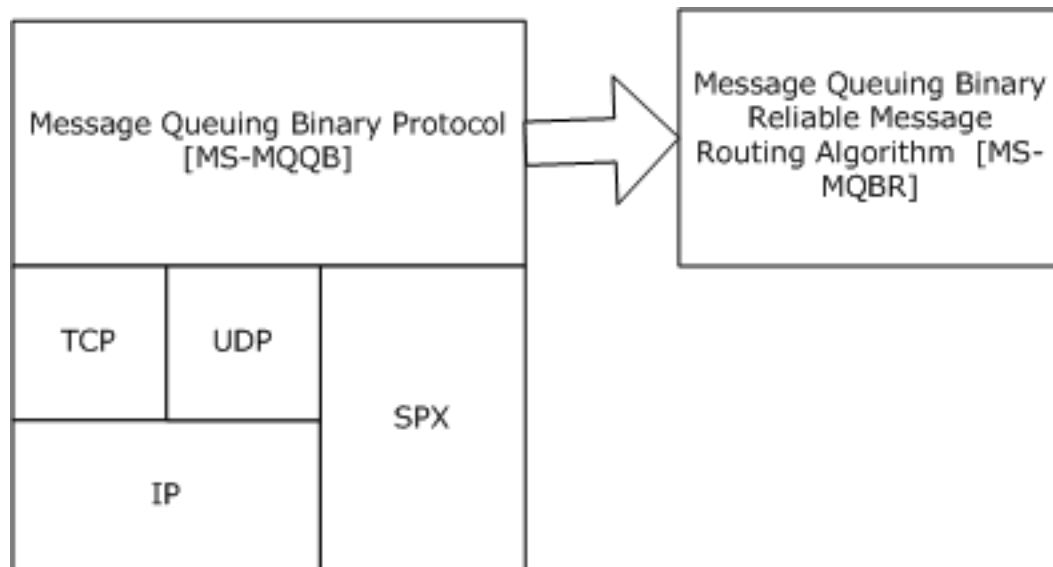 Message Queuing Binary Protocol
[MS-MQQB]
Message Queuing Binary
Reliable Message
Routing Algorithm [MS-
MQBR]
TCP
UDP
SPX
IP